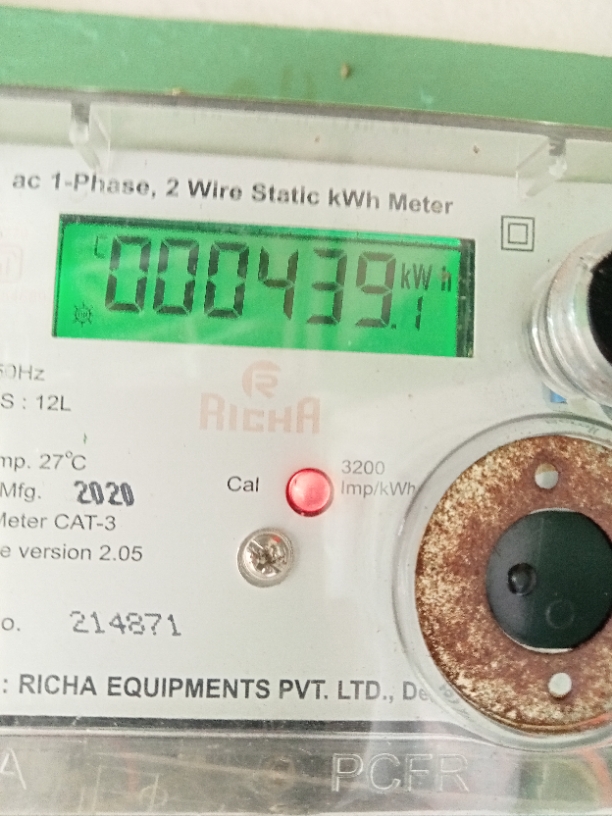 ac 1-Phase, 2 Wire Static kWh Meter
C 000439.1 kWh
50Hz
S : 12L
RICHA
mp. 27°C
Mfg. 2020
Cal
3200
Imp/kWh
Meter CAT-3
e version 2.05
o. 214871
: RICHA EQUIPMENTS PVT. LTD., De
A
PCFR